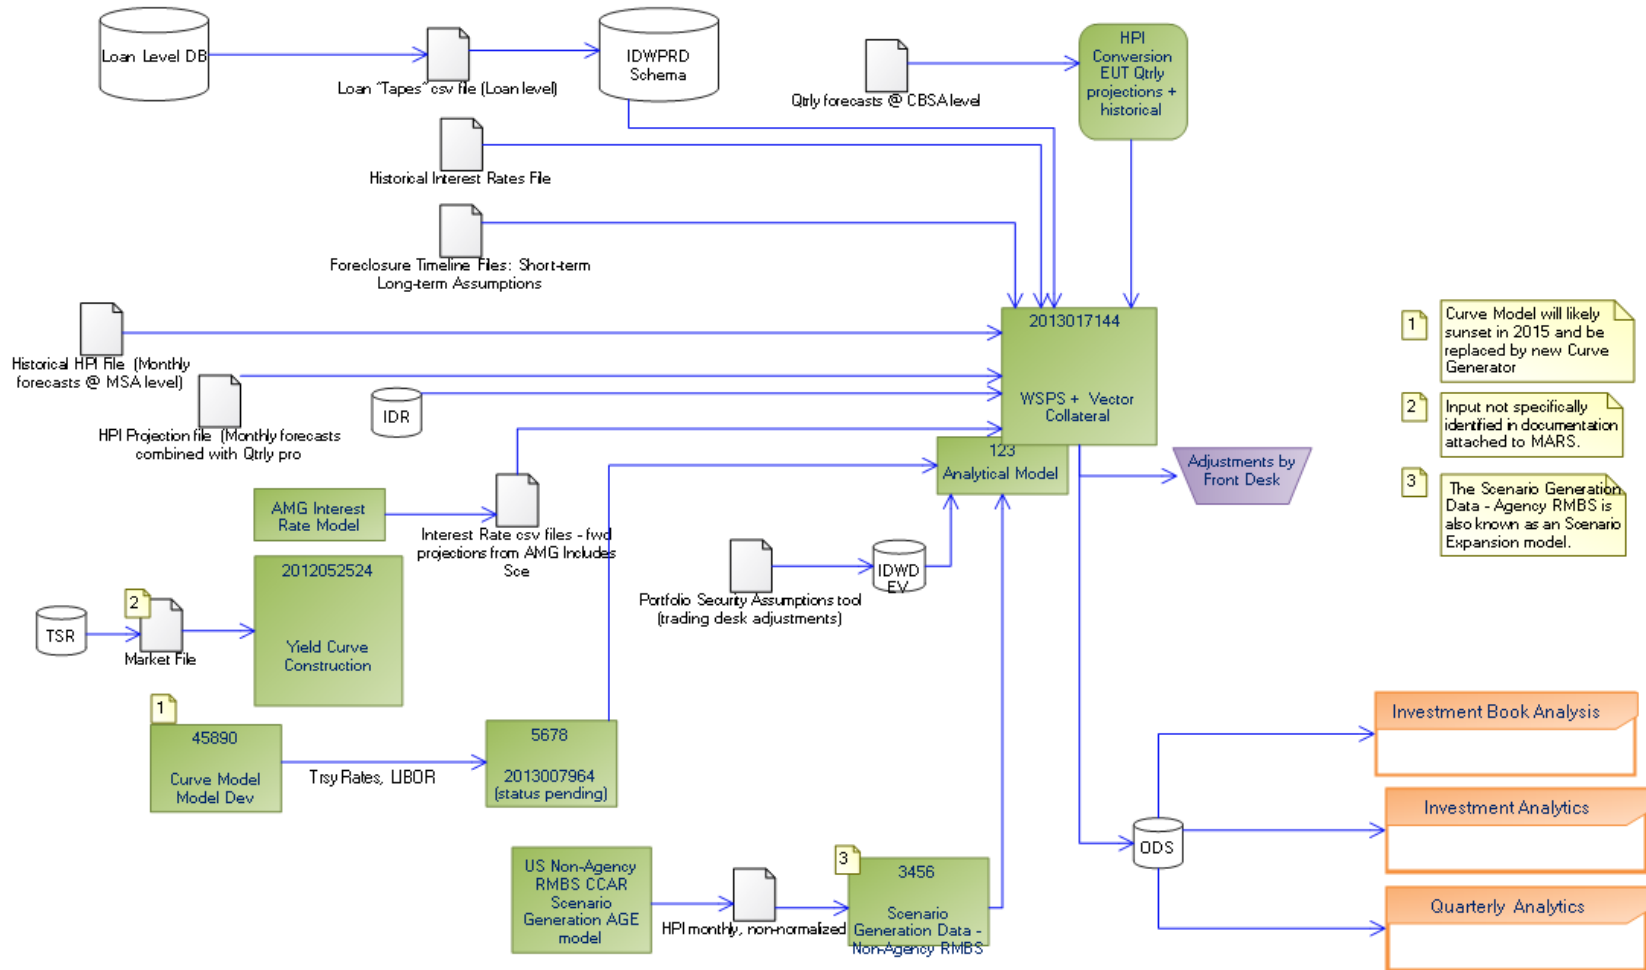 Loan Level DB
Loan "Tapes" csv file (Loan level)
IDWPRD
Schema
Qtrly forecasts @ CBSA level
HPI
Conversion
EUT Qtrly
projections +
historical
Historical Interest Rates File
Foreclosure Timeline Files: Short-term
Long-term Assumptions
Historical HPI File (Monthly
forecasts @ MSA level)
HPI Projection file (Monthly forecasts
combined with Qtrly pro
IDR
2013017144
WSPS + Vector
Collateral
123
Analytical Model
Adjustments by
Front Desk
1
Curve Model will likely
sunset in 2015 and be
replaced by new Curve
Generator
2
Input not specifically
identified in documentation
attached to MARS.
3
The Scenario Generation
Data - Agency RMBS is
also known as an Scenario
Expansion model.
AMG Interest
Rate Model
Interest Rate csv files - fwd
projections from AMG Includes
Sce
2012052524
Yield Curve
Construction
TSR
2
Market File
Portfolio Security Assumptions tool
(trading desk adjustments)
IDWD
EV
1
45890
Curve Model
Model Dev
Trsy Rates, LIBOR
5678
2013007964
(status pending)
US Non-Agency
RMBS CCAR
Scenario
Generation AGE
model
HPI monthly, non-normalized
3
3456
Scenario
Generation Data -
Non-Agency RMBS
ODS
Investment Book Analysis
Investment Analytics
Quarterly Analytics